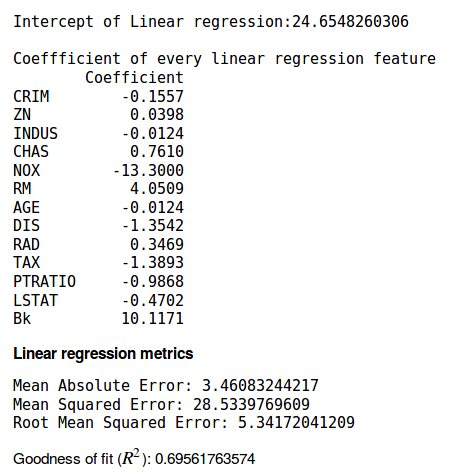 Intercept of Linear regression:24.6548260306
Coeffficient of every linear regression feature
Coefficient
CRIM -0.1557
ZN 0.0398
INDUS -0.0124
CHAS 0.7610
NOX -13.3000
RM 4.0509
AGE -0.0124
DIS -1.3542
RAD 0.3469
TAX -1.3893
PTRATIO -0.9868
LSTAT -0.4702
Bk 10.1171
Linear regression metrics
Mean Absolute Error: 3.46083244217
Mean Squared Error: 28.5339769609
Root Mean Squared Error: 5.34172041209
Goodness of fit (R²): 0.69561763574